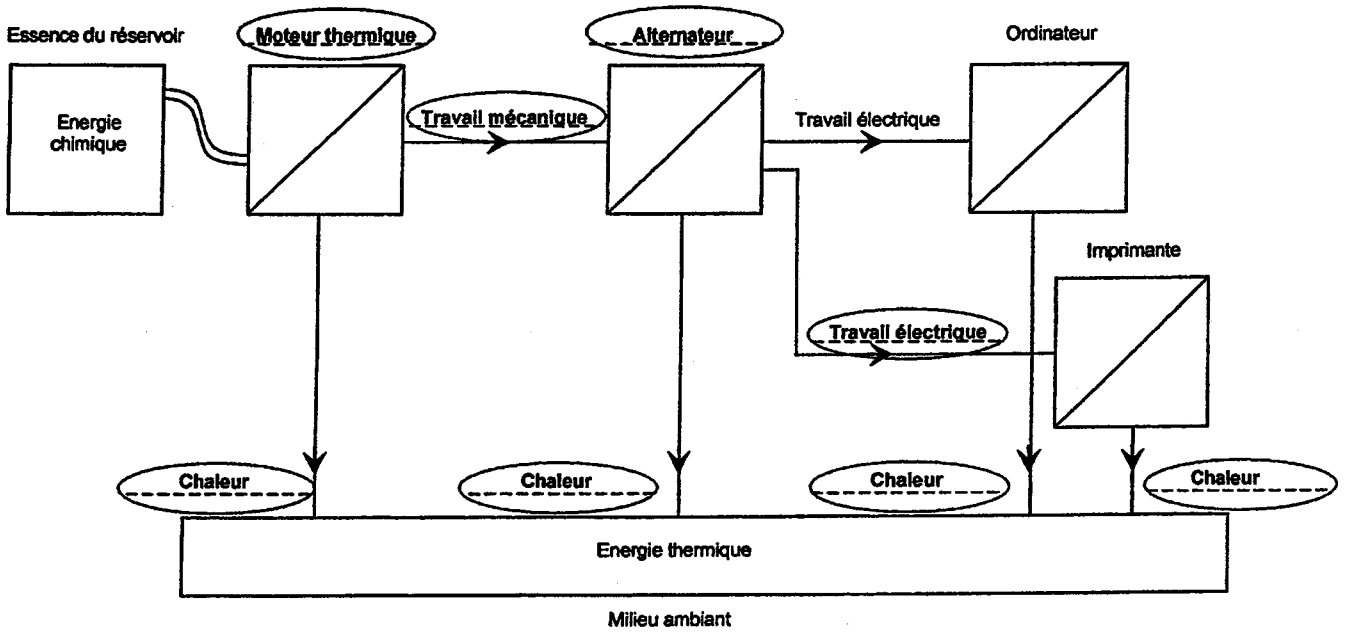 Essence du réservoir
Moteur thermique
Alternateur
Ordinateur
Energie
chimique
Travail mécanique
Travail électrique
Imprimante
Travail électrique
Chaleur
Chaleur
Chaleur
Chaleur
Energie thermique
Milieu ambiant